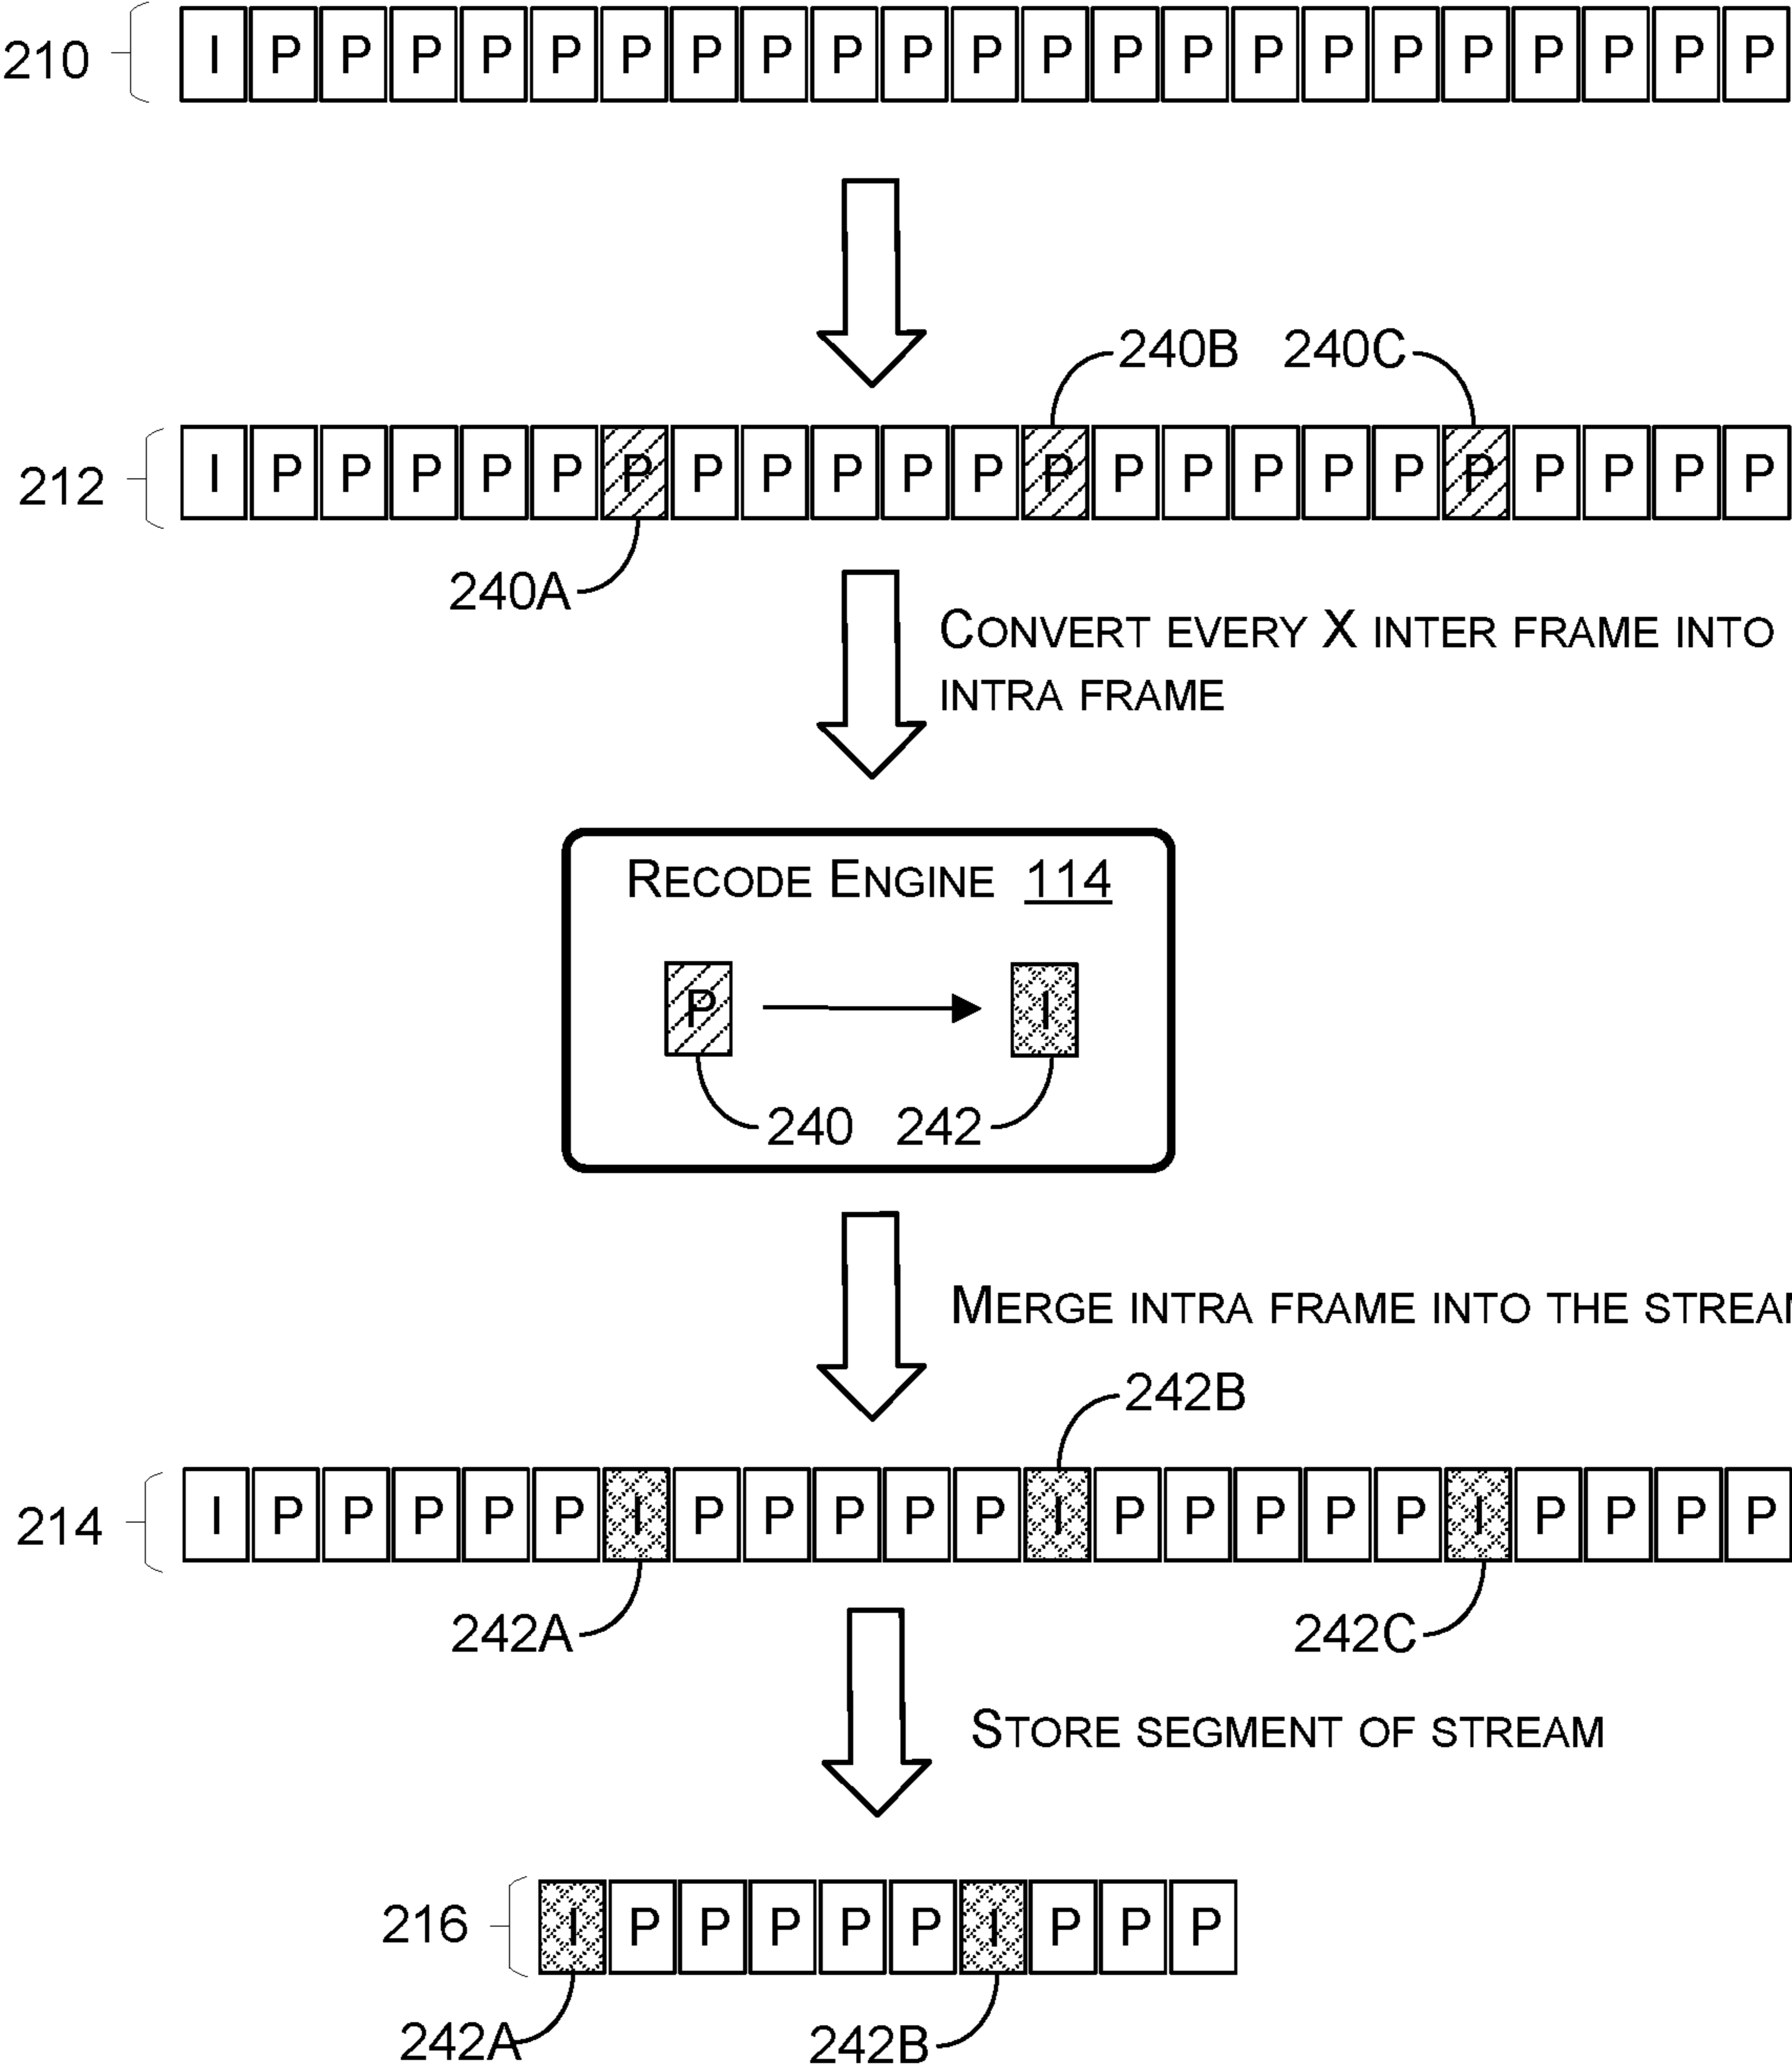 210 I P P P P P P P P P P P P P P P P P P P P P P
240B 240C
212 I P P P P P P P P P P P P P P P P P P P P P P
240A
CONVERT EVERY X INTER FRAME INTO
INTRA FRAME
RECODE ENGINE 114
P I
240 242
MERGE INTRA FRAME INTO THE STREA
242B
214 I P P P P P I P P P P P I P P P P P I P P P P
242A 242C
STORE SEGMENT OF STREAM
216 I P P P P P I P P P
242A 242B